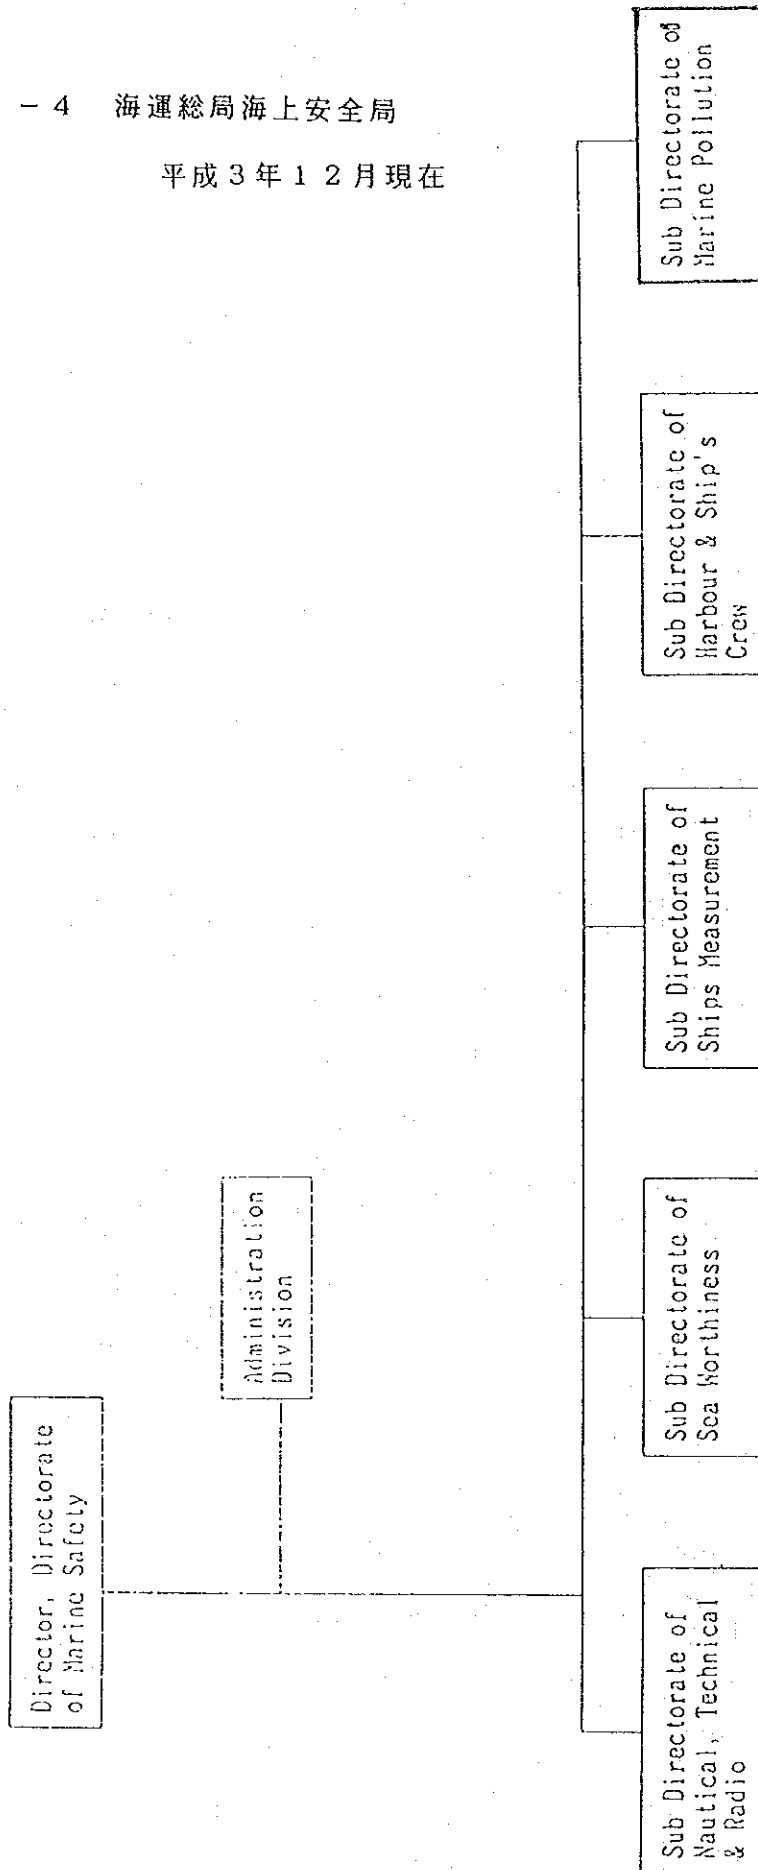 －４　海運総局海上安全局
平成３年１２月現在
Director, Directorate
of Marine Safety
Administration
Division
Sub Directorate of
Nautical, Technical
& Radio
Sub Directorate of
Sea Worthiness
Sub Directorate of
Ships Measurement
Sub Directorate of
Harbour & Ship's
Crew
Sub Directorate of
Marine Pollution